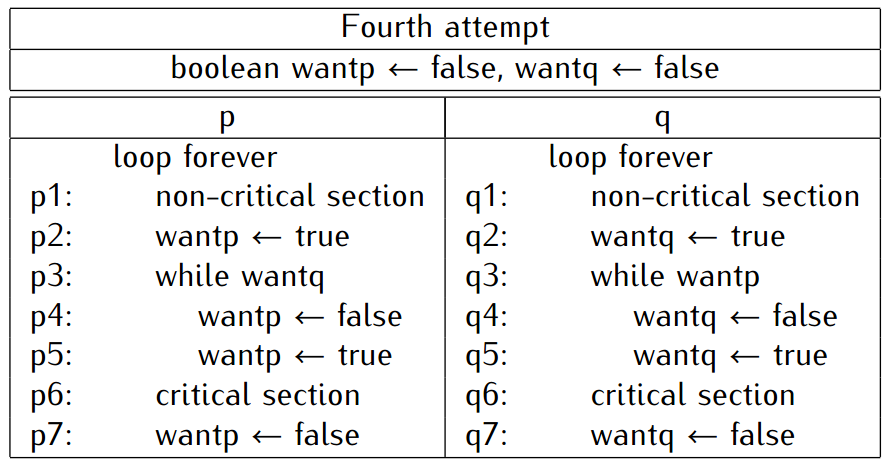 Fourth attempt
boolean wantp ← false, wantq ← false
p q
loop forever loop forever
p1: non-critical section q1: non-critical section
p2: wantp ← true q2: wantq ← true
p3: while wantq q3: while wantp
p4: wantp ← false q4: wantq ← false
p5: wantp ← true q5: wantq ← true
p6: critical section q6: critical section
p7: wantp ← false q7: wantq ← false